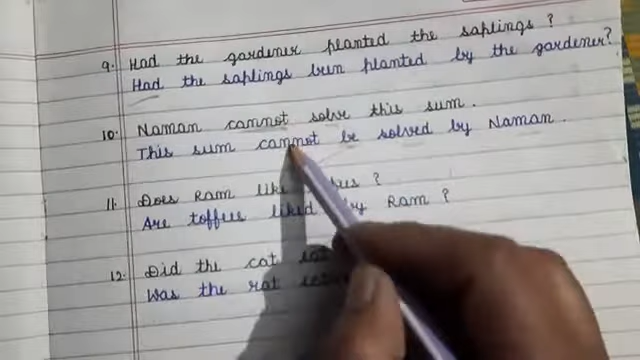 9. Had the gardener planted the saplings ?
Had the saplings been planted by the gardener?
10. Naman cannot solve this sum.
This sum cannot be solved by Naman.
11. Does Ram like ?
Are toffees liked by Ram ?
12. Did the cat
Was the rat